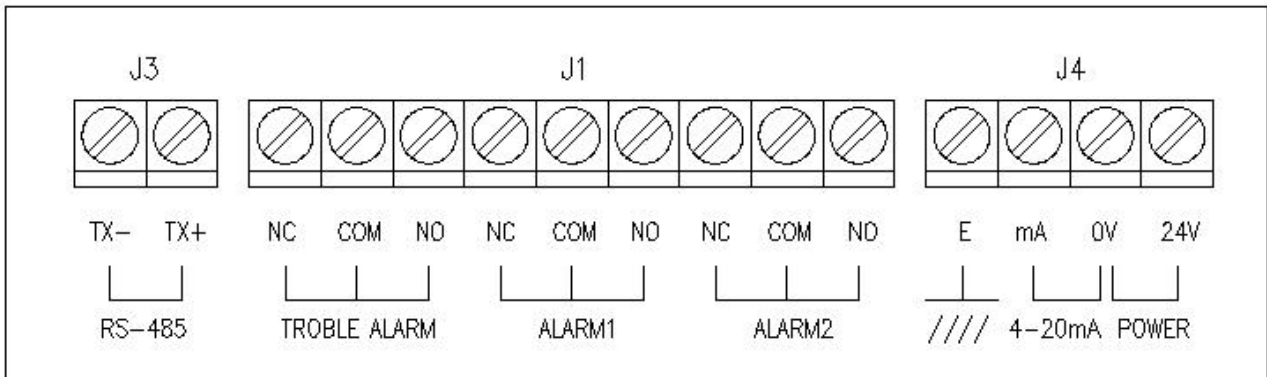 J3 J1 J4
TX- TX+ NC COM NO NC COM NO NC COM NO E mA 0V 24V
RS-485 TROBLE ALARM ALARM1 ALARM2 4-20mA POWER